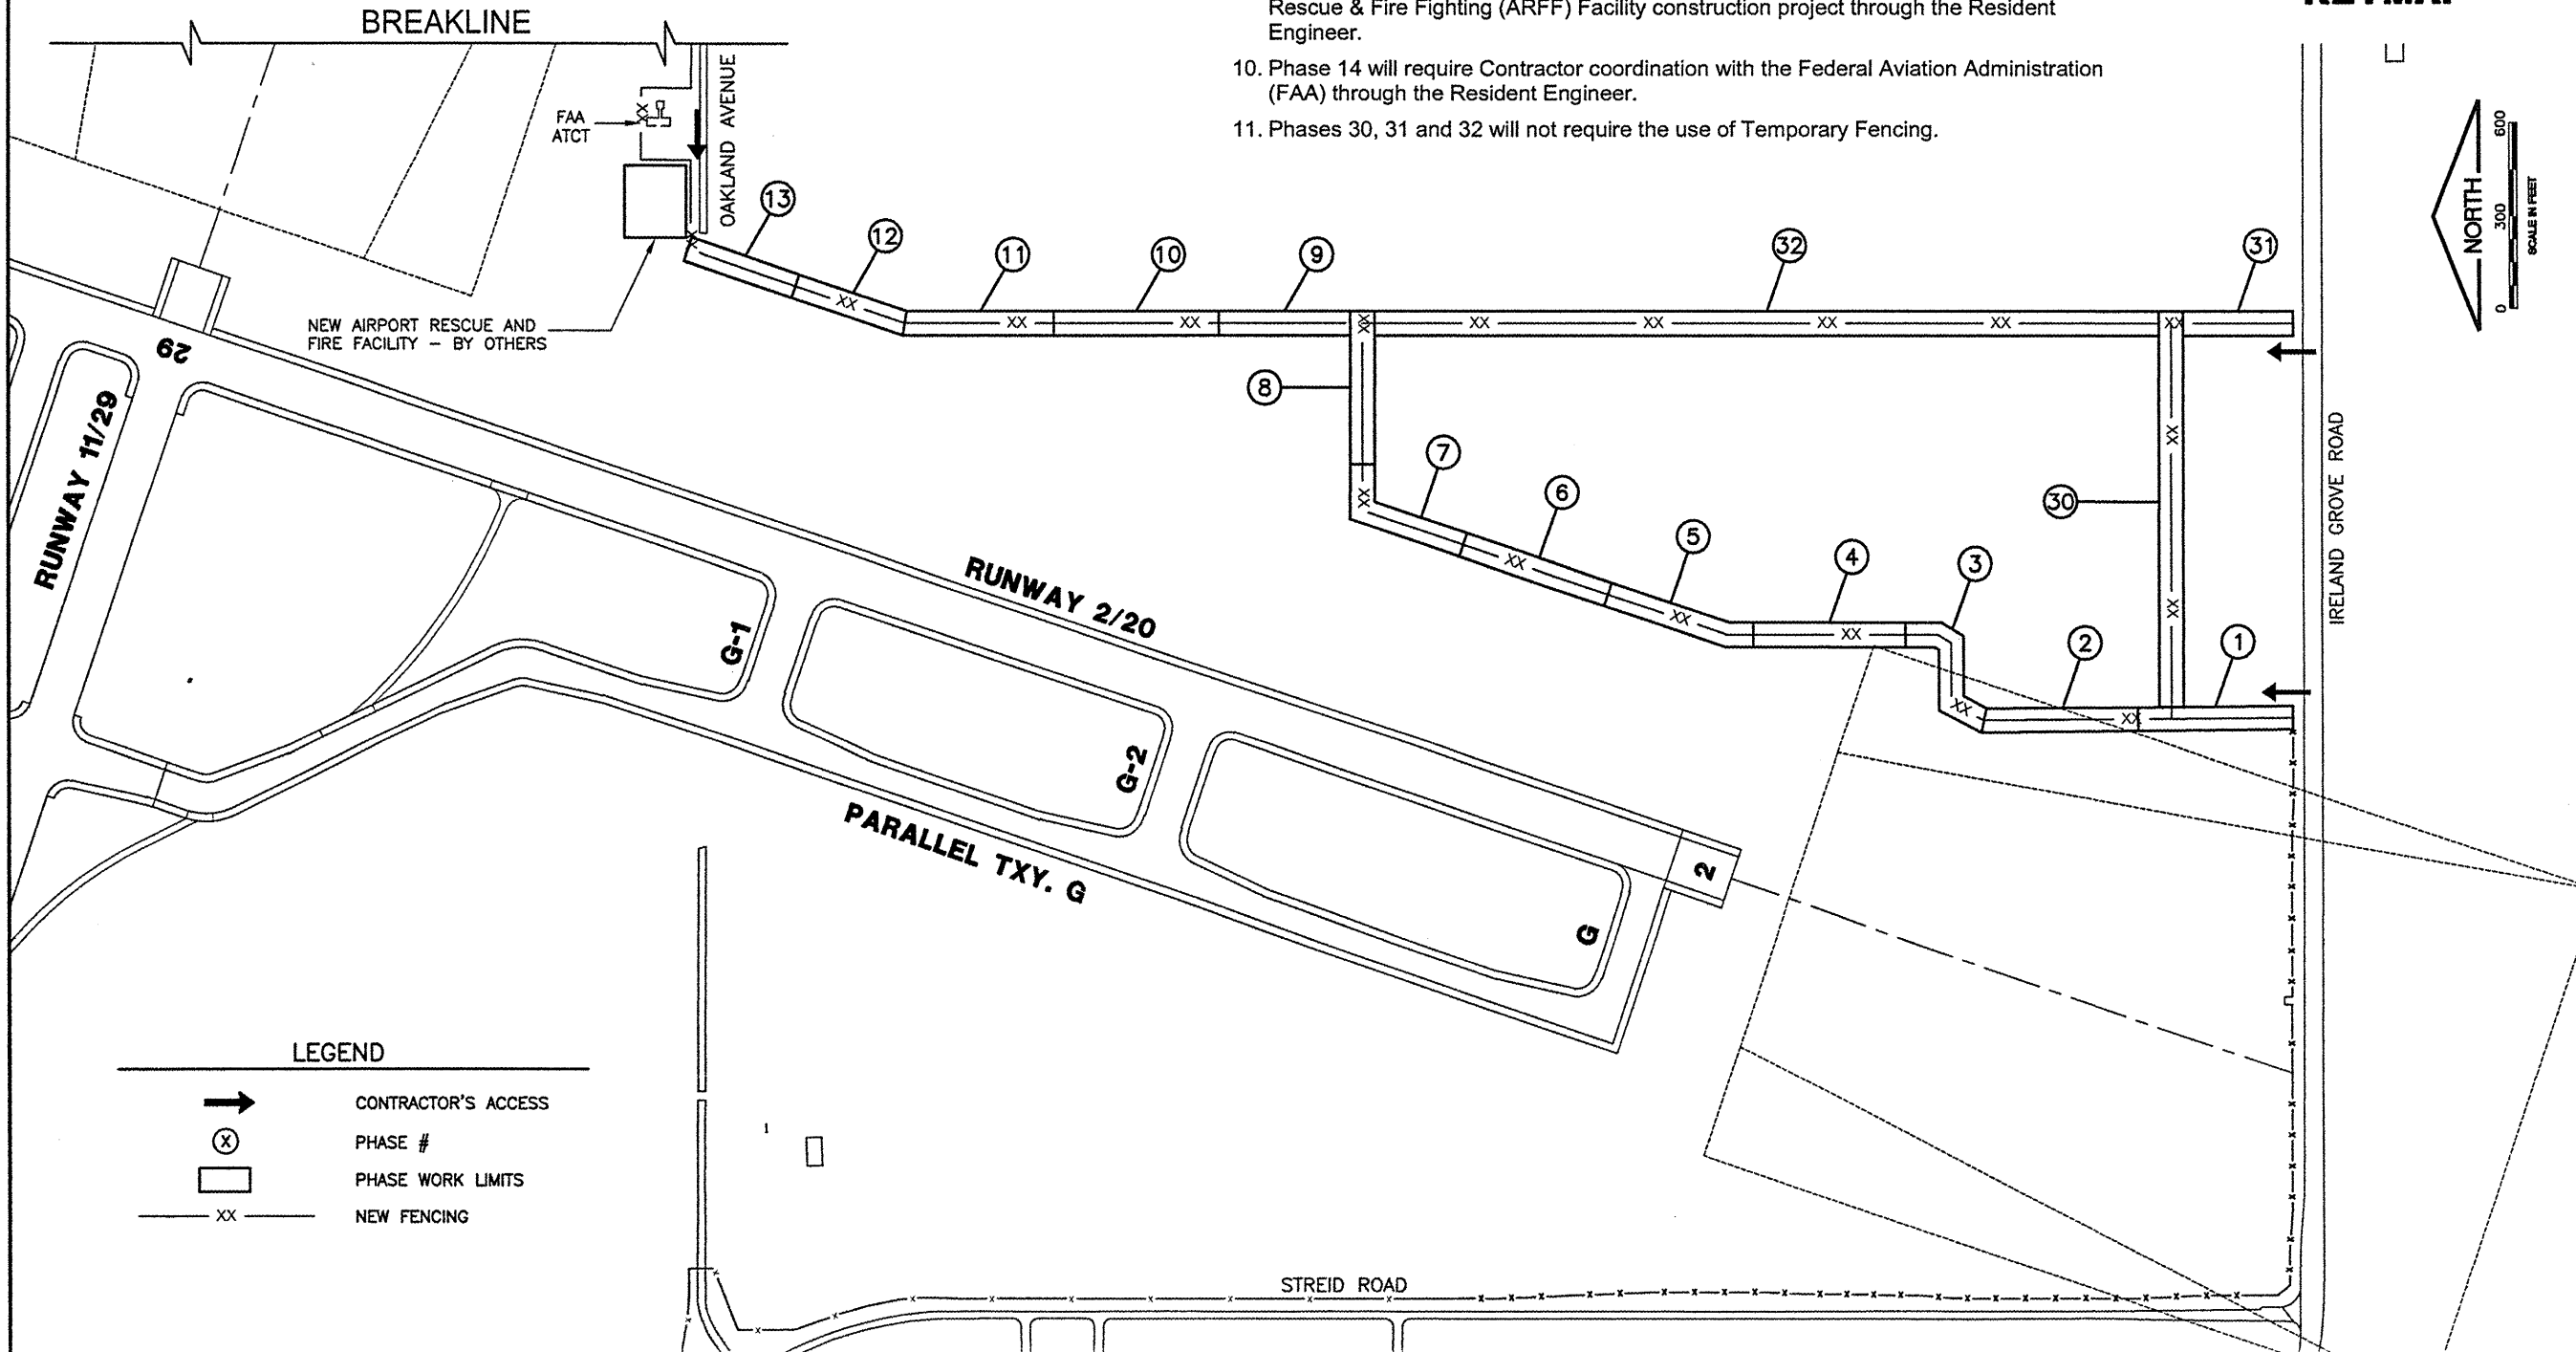 BREAKLINE
Rescue & Fire Fighting (ARFF) Facility construction project through the Resident
Engineer.
10. Phase 14 will require Contractor coordination with the Federal Aviation Administration
(FAA) through the Resident Engineer.
11. Phases 30, 31 and 32 will not require the use of Temporary Fencing.
FAA
ATCT
OAKLAND AVENUE
NORTH
0 300 600
SCALE IN FEET
13
12
11
10
9
32
31
NEW AIRPORT RESCUE AND
FIRE FACILITY - BY OTHERS
29
RUNWAY 11/29
8
7
6
5
4
3
30
2
1
IRELAND GROVE ROAD
RUNWAY 2/20
G-1
G-2
G
2
PARALLEL TXY. G
LEGEND
CONTRACTOR'S ACCESS
X PHASE #
PHASE WORK LIMITS
XX NEW FENCING
1
STREID ROAD